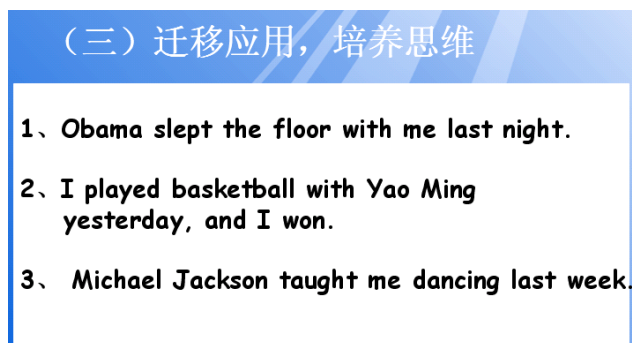 （三）迁移应用，培养思维
1、Obama slept the floor with me last night.
2、I played basketball with Yao Ming
yesterday, and I won.
3、 Michael Jackson taught me dancing last week.